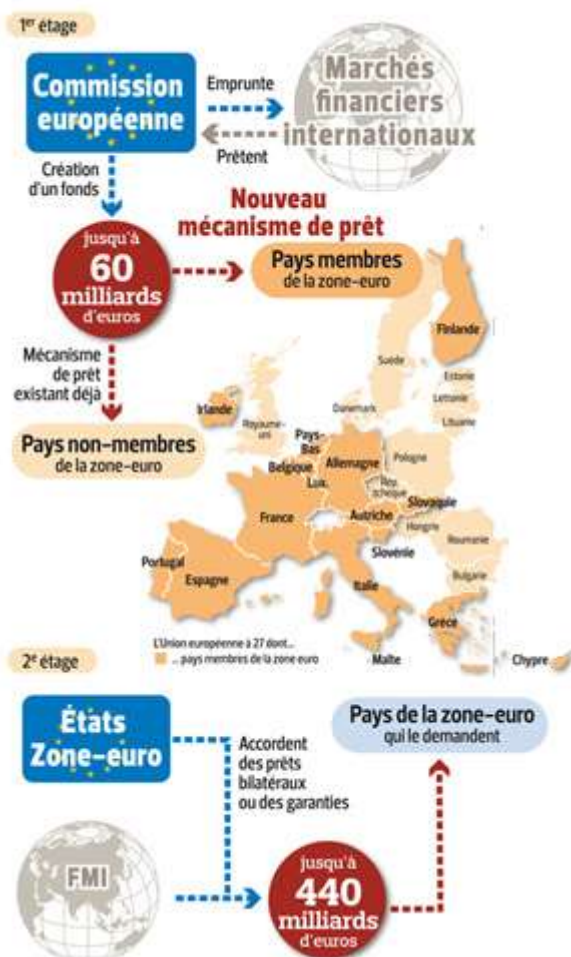 1er étage
Commission
européenne
Emprunte
Prêtent
Marchés
financiers
internationaux
Création
d'un fonds
Nouveau
mécanisme de prêt
jusqu'à
60
milliards
d'euros
Pays membres
de la zone-euro
Mécanisme
de prêt
existant déjà
Pays non-membres
de la zone-euro
Finlande
Suède
Estonie
Lettonie
Lituanie
Danemark
Irlande
Royaume-
uni
Pays-
Bas
Belgique
Lux.
Allemagne
Pologne
Rép.
tchèque
Slovaquie
France
Autriche
Hongrie
Slovénie
Roumanie
Bulgarie
Portugal
Espagne
Italie
Grèce
Malte
Chypre
L'Union européenne à 27 dont...
... pays membres de la zone euro
2e étage
États
Zone-euro
Accordent
des prêts
bilatéraux
ou des garanties
Pays de la zone-euro
qui le demandent
FMI
jusqu'à
440
milliards
d'euros